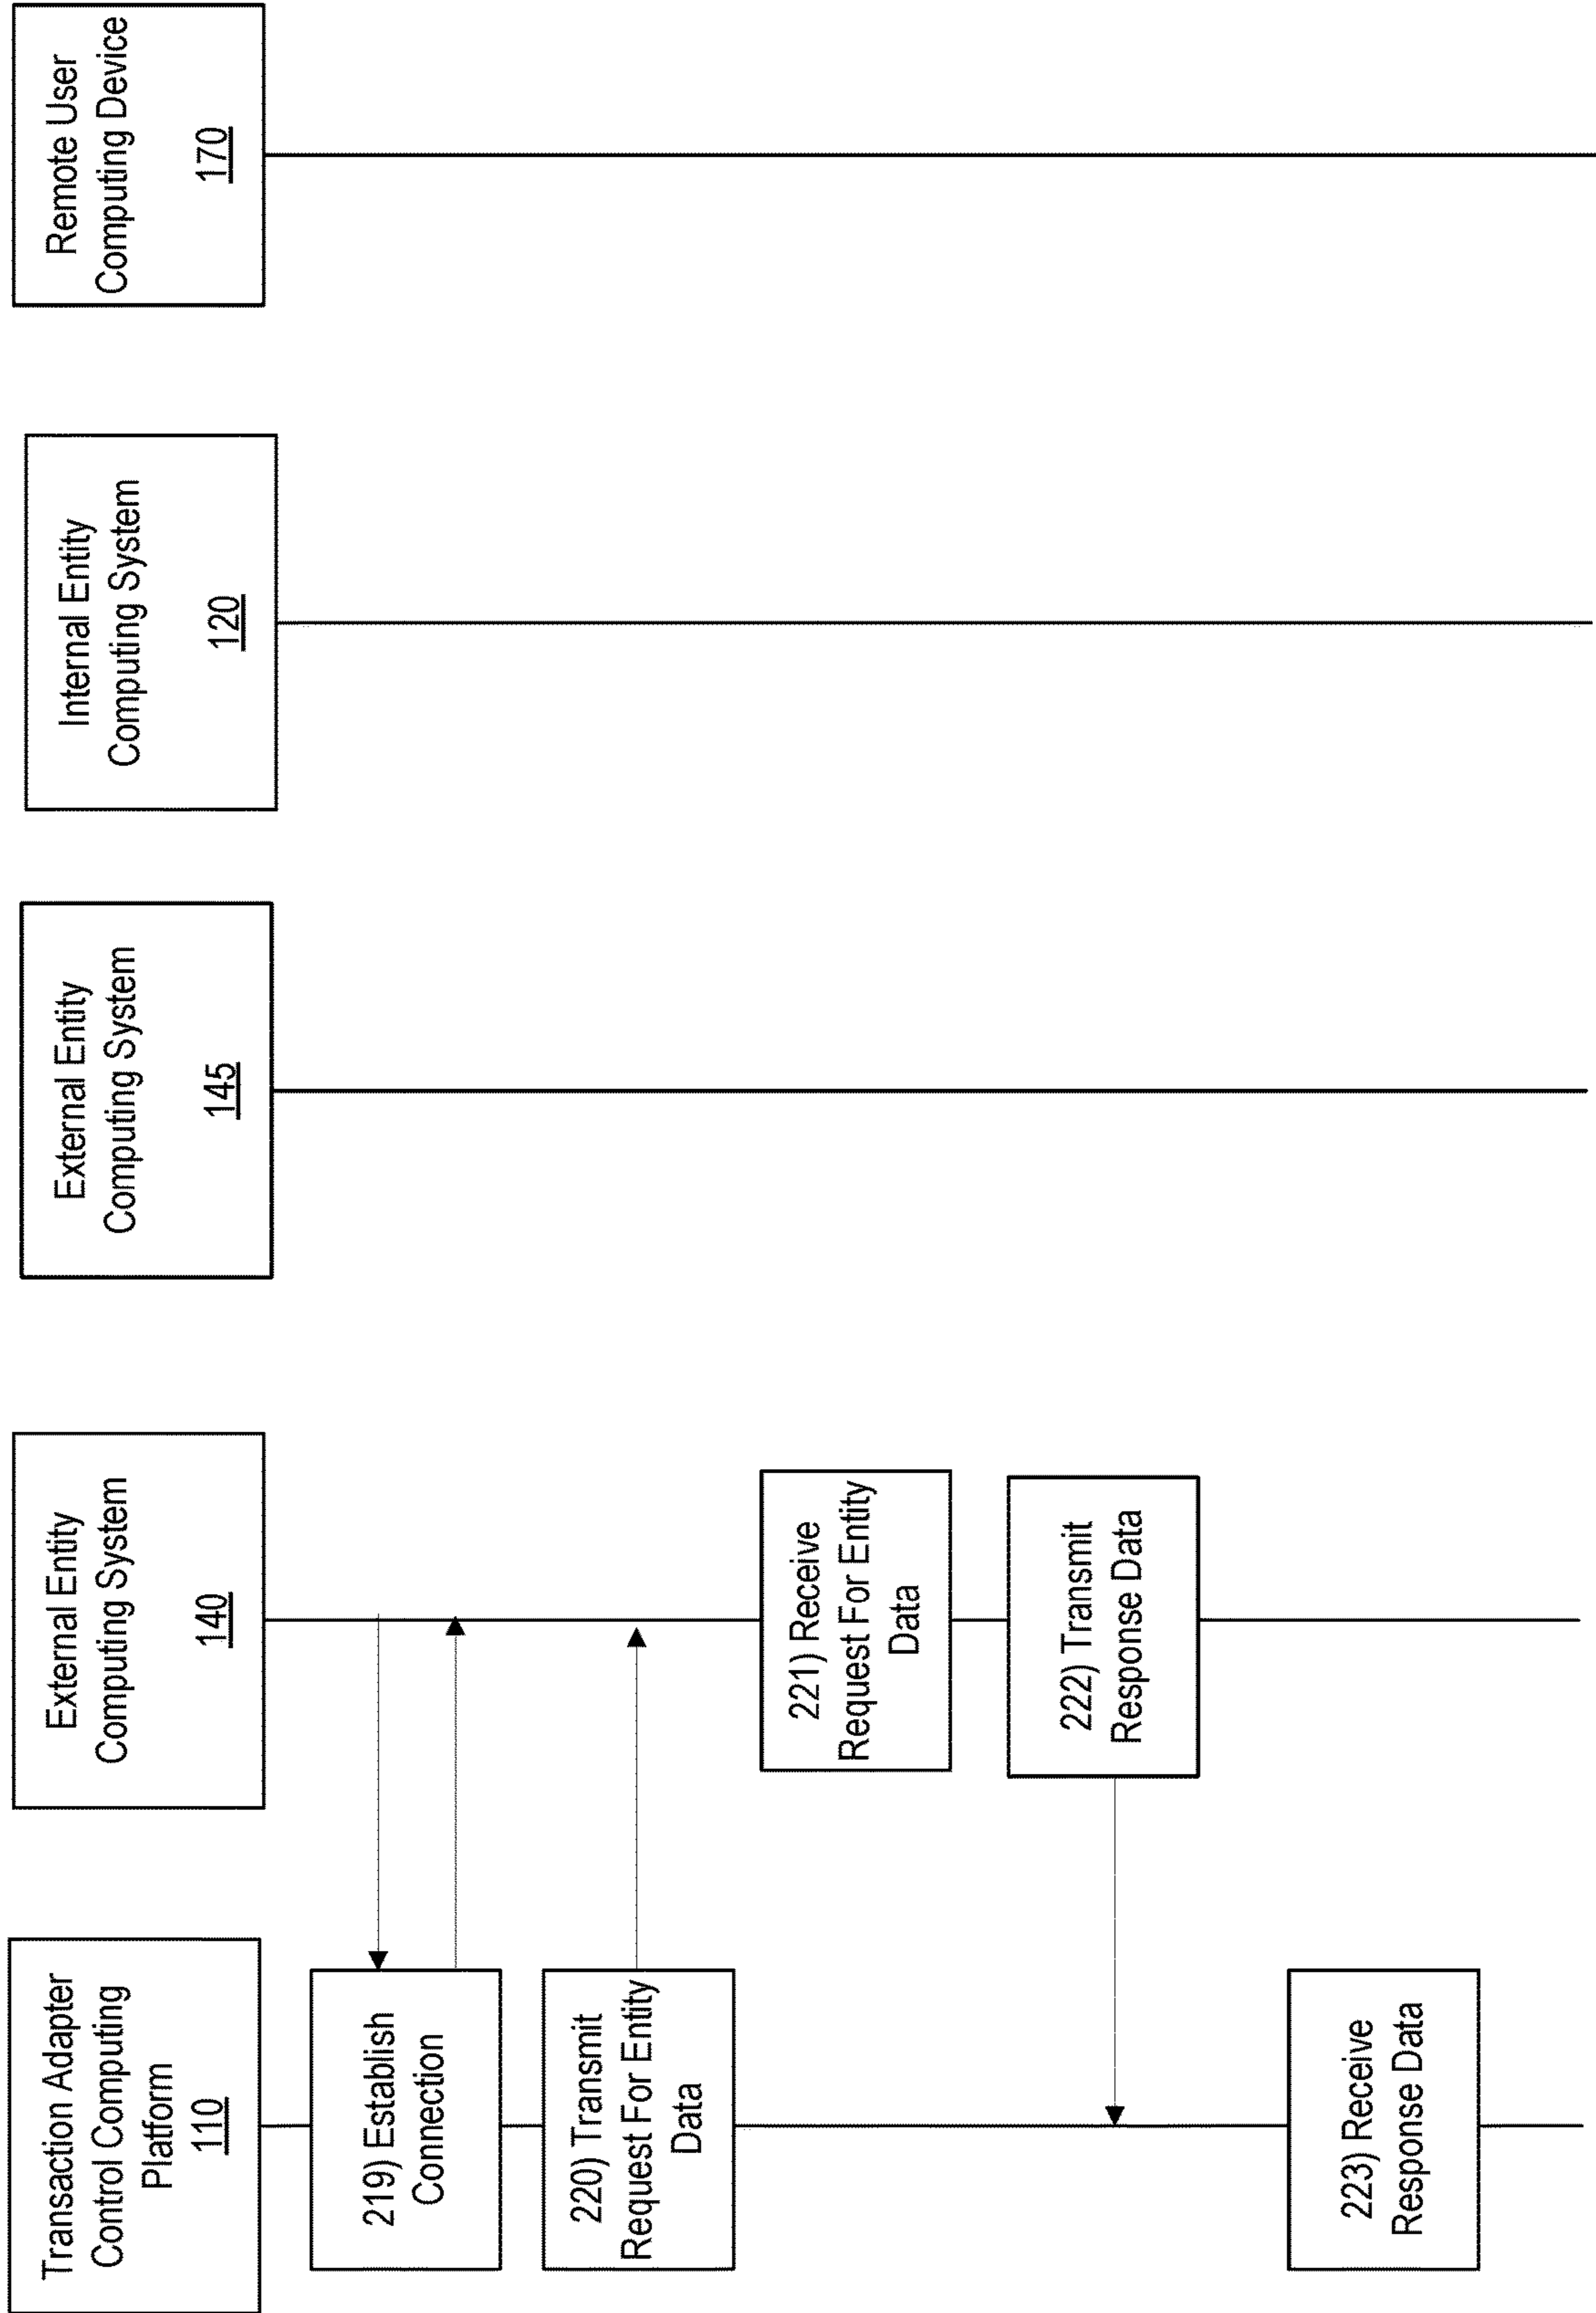 Transaction Adapter
Control Computing
Platform
110
External Entity
Computing System
140
External Entity
Computing System
145
Internal Entity
Computing System
120
Remote User
Computing Device
170
219) Establish
Connection
220) Transmit
Request For Entity
Data
221) Receive
Request For Entity
Data
222) Transmit
Response Data
223) Receive
Response Data